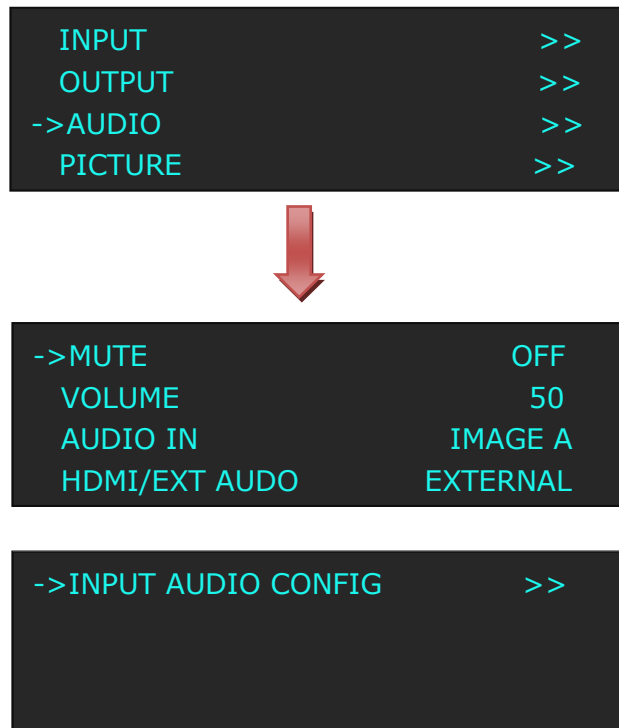 INPUT >>
OUTPUT >>
->AUDIO >>
PICTURE >>
->MUTE OFF
VOLUME 50
AUDIO IN IMAGE A
HDMI/EXT AUDO EXTERNAL
->INPUT AUDIO CONFIG >>